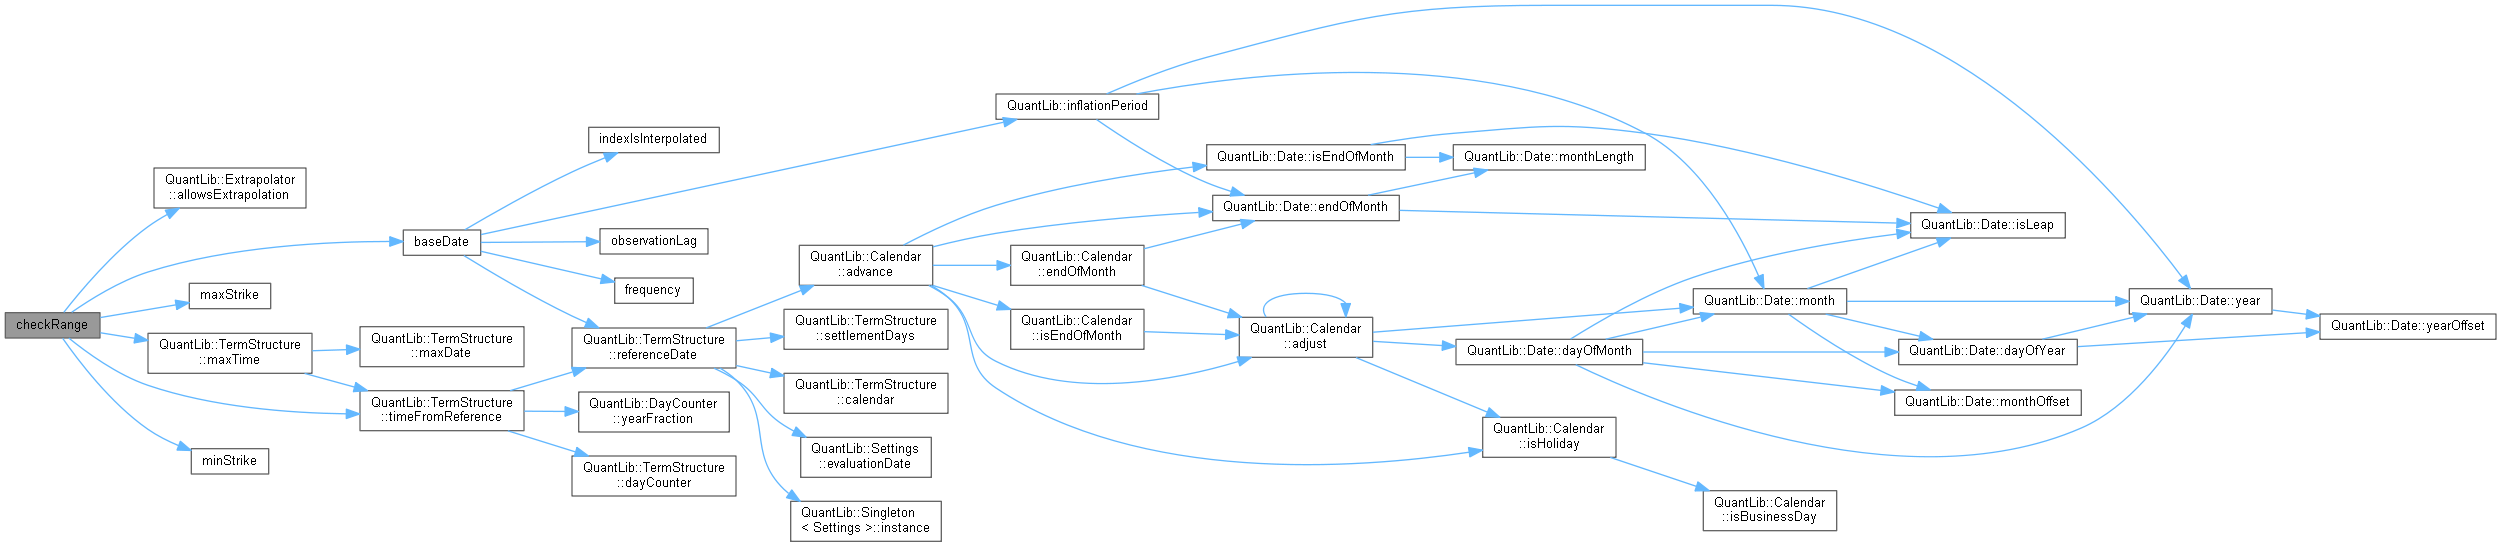 checkRange
QuantLib::Extrapolator
::allowsExtrapolation
baseDate
maxStrike
QuantLib::TermStructure
::maxTime
QuantLib::TermStructure
::timeFromReference
minStrike
QuantLib::TermStructure
::maxDate
indexIsInterpolated
observationLag
frequency
QuantLib::TermStructure
::referenceDate
QuantLib::DayCounter
::yearFraction
QuantLib::TermStructure
::dayCounter
QuantLib::Calendar
::advance
QuantLib::TermStructure
::settlementDays
QuantLib::TermStructure
::calendar
QuantLib::Settings
::evaluationDate
QuantLib::Singleton
< Settings >::instance
QuantLib::inflationPeriod
QuantLib::Calendar
::endOfMonth
QuantLib::Calendar
::isEndOfMonth
QuantLib::Date::isEndOfMonth
QuantLib::Date::endOfMonth
QuantLib::Calendar
::adjust
QuantLib::Date::monthLength
QuantLib::Date::dayOfMonth
QuantLib::Calendar
::isHoliday
QuantLib::Date::month
QuantLib::Calendar
::isBusinessDay
QuantLib::Date::isLeap
QuantLib::Date::dayOfYear
QuantLib::Date::monthOffset
QuantLib::Date::year
QuantLib::Date::yearOffset